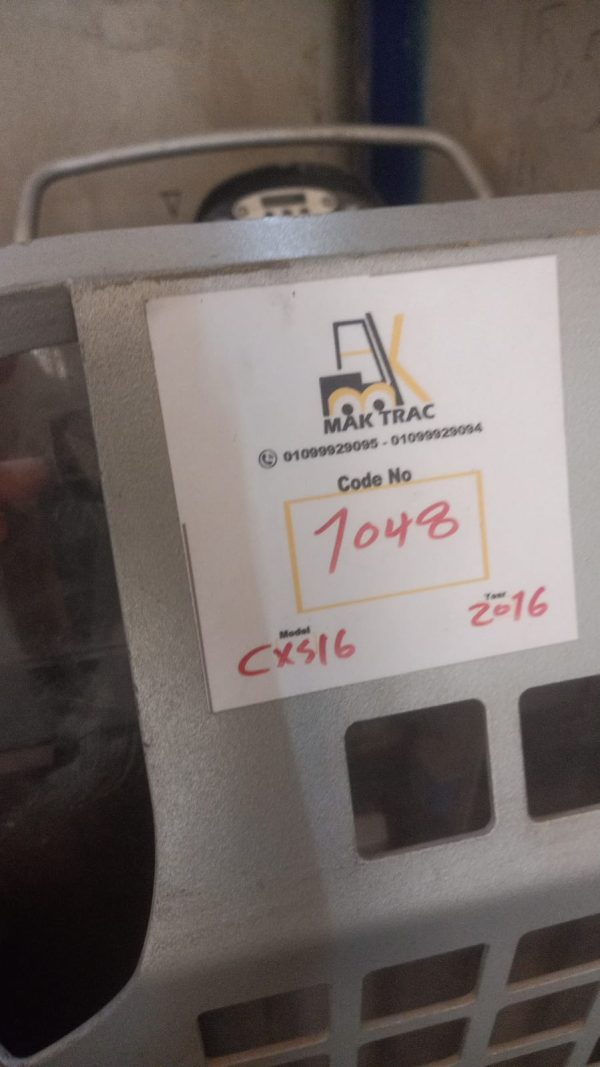 MAK TRAC
01099929095 - 01099929094
Code No
1048
Model
Year
CXS16
2016